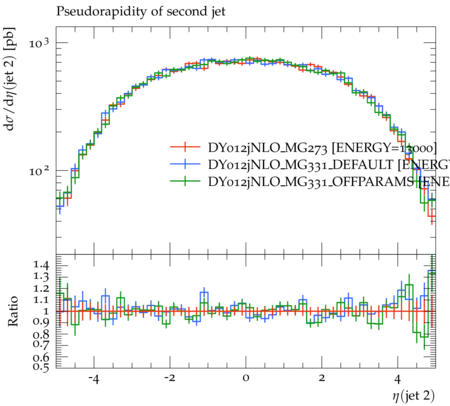 Pseudorapidity of second jet
dσ/dη(jet 2) [pb]
10³
10²
DY012jNLO_MG273 [ENERGY=13000]
DY012jNLO_MG331_DEFAULT [ENERGY
DY012jNLO_MG331_OFFPARAMS [ENE
Ratio
1.4
1.3
1.2
1.1
1
0.9
0.8
0.7
0.6
0.5
-4 -2 0 2 4
η(jet 2)